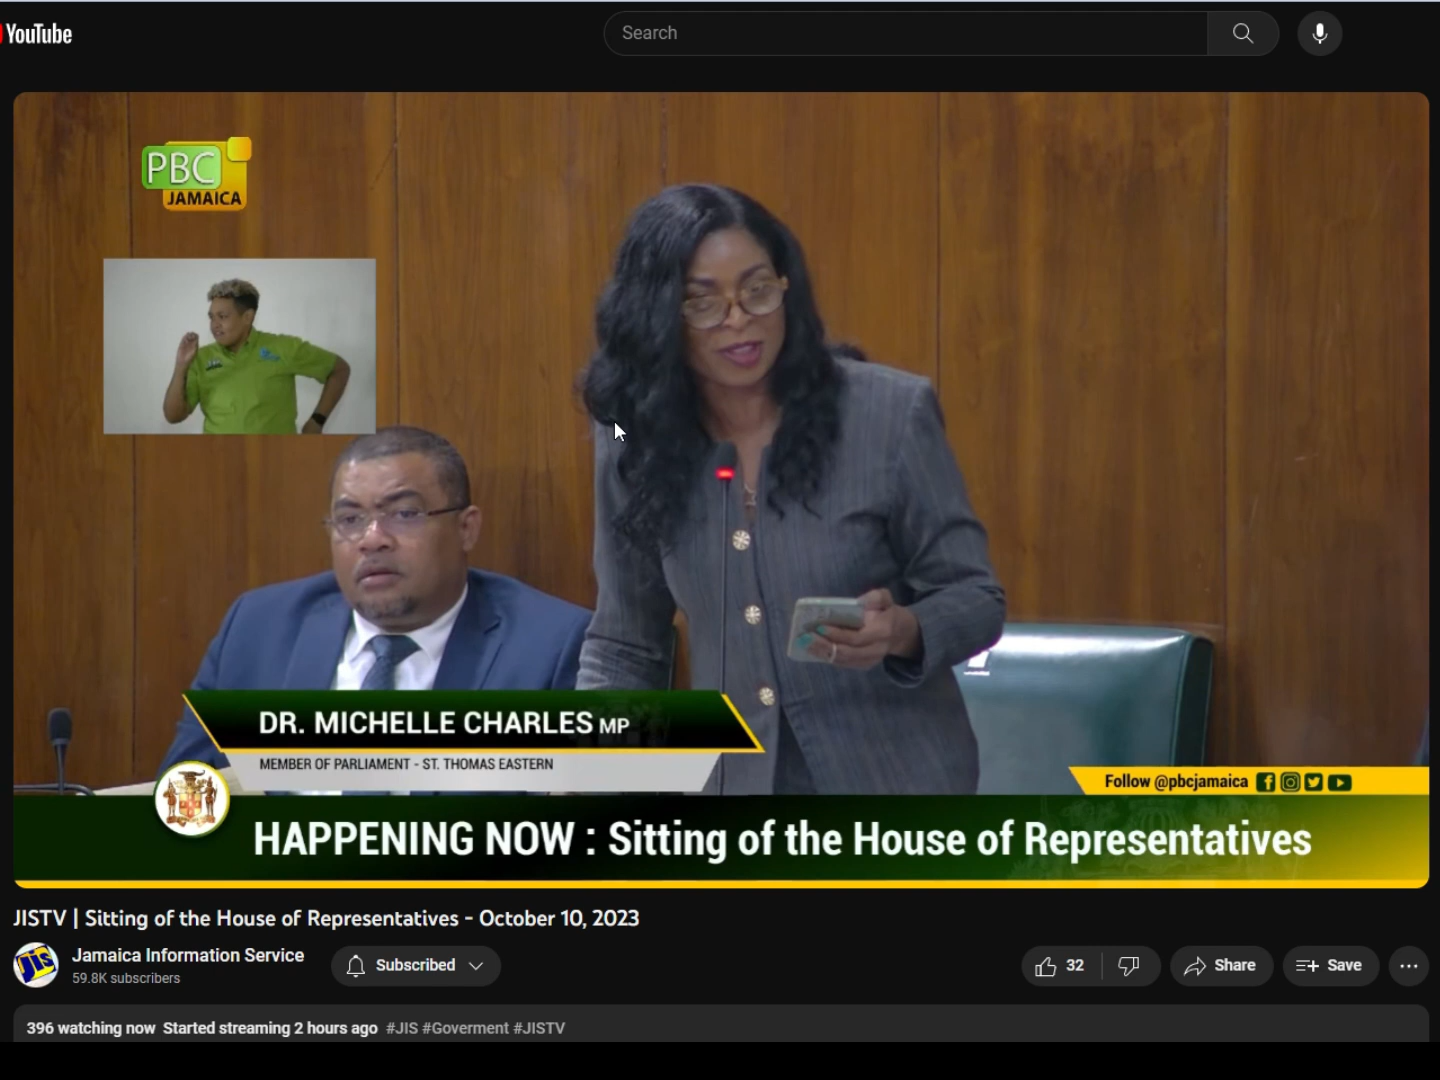 YouTube
Search
PBC
JAMAICA
DR. MICHELLE CHARLES MP
MEMBER OF PARLIAMENT - ST. THOMAS EASTERN
Follow @pbcjamaica
HAPPENING NOW : Sitting of the House of Representatives
JISTV | Sitting of the House of Representatives - October 10, 2023
Jis
Jamaica Information Service
59.8K subscribers
Subscribed
32
Share
Save
396 watching now Started streaming 2 hours ago #JIS #Goverment #JISTV